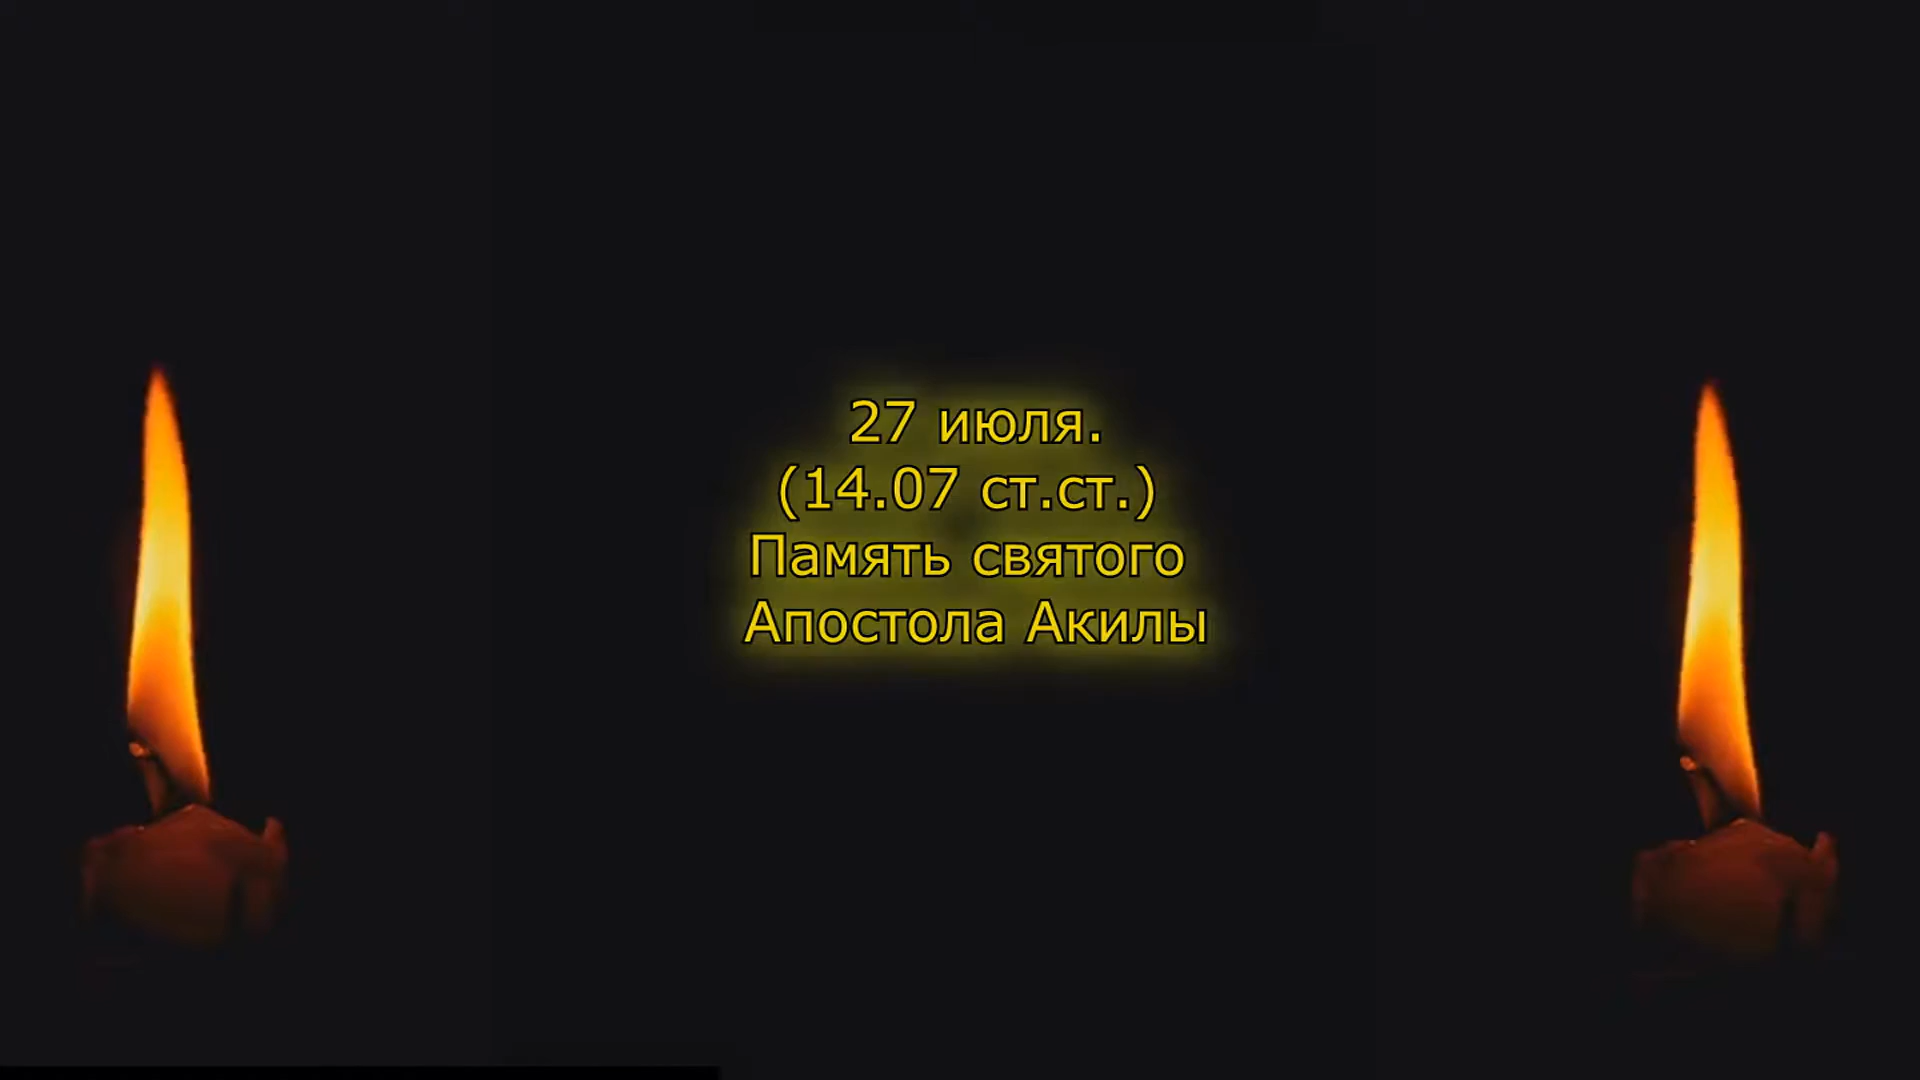 27 июля.
(14.07 ст.ст.)
Память святого
Апостола Акилы